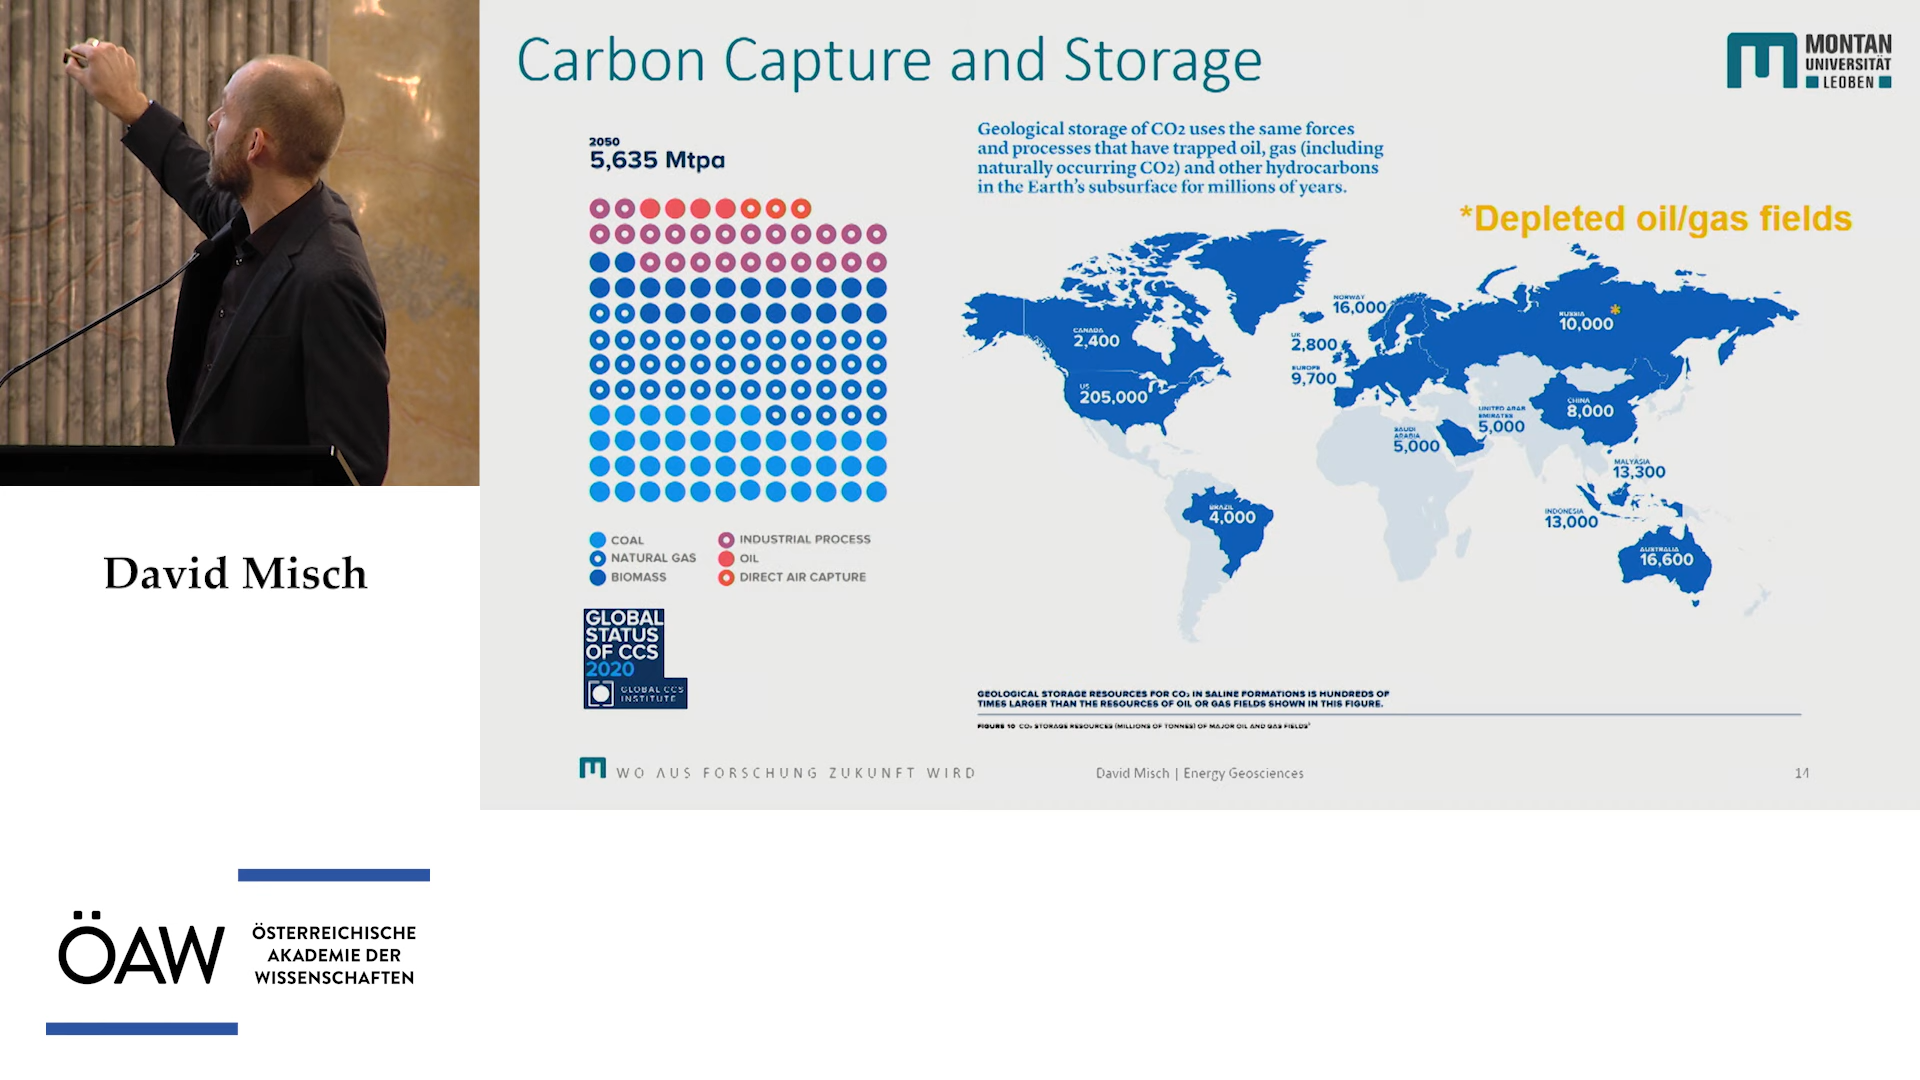 Carbon Capture and Storage
MONTAN
UNIVERSITÄT
LEOBEN
2050
5,635 Mtpa
COAL
NATURAL GAS
BIOMASS
INDUSTRIAL PROCESS
OIL
DIRECT AIR CAPTURE
GLOBAL
STATUS
OF CCS
2020
GLOBAL CCS
INSTITUTE
Geological storage of CO2 uses the same forces
and processes that have trapped oil, gas (including
naturally occurring CO2) and other hydrocarbons
in the Earth's subsurface for millions of years.
*Depleted oil/gas fields
CANADA
2,400
US
205,000
BRAZIL
4,000
NORWAY
16,000
UK
2,800
EUROPE
9,700
RUSSIA
10,000
*
CHINA
8,000
UNITED ARAB
EMIRATES
5,000
SAUDI
ARABIA
5,000
MALYASIA
13,300
INDONESIA
13,000
AUSTRALIA
16,600
GEOLOGICAL STORAGE RESOURCES FOR CO₂ IN SALINE FORMATIONS IS HUNDREDS OF
TIMES LARGER THAN THE RESOURCES OF OIL OR GAS FIELDS SHOWN IN THIS FIGURE.
FIGURE 10 CO₂ STORAGE RESOURCES (MILLIONS OF TONNES) OF MAJOR OIL AND GAS FIELDS
WO AUS FORSCHUNG ZUKUNFT WIRD
David Misch | Energy Geosciences
14
David Misch
ÖAW
ÖSTERREICHISCHE
AKADEMIE DER
WISSENSCHAFTEN